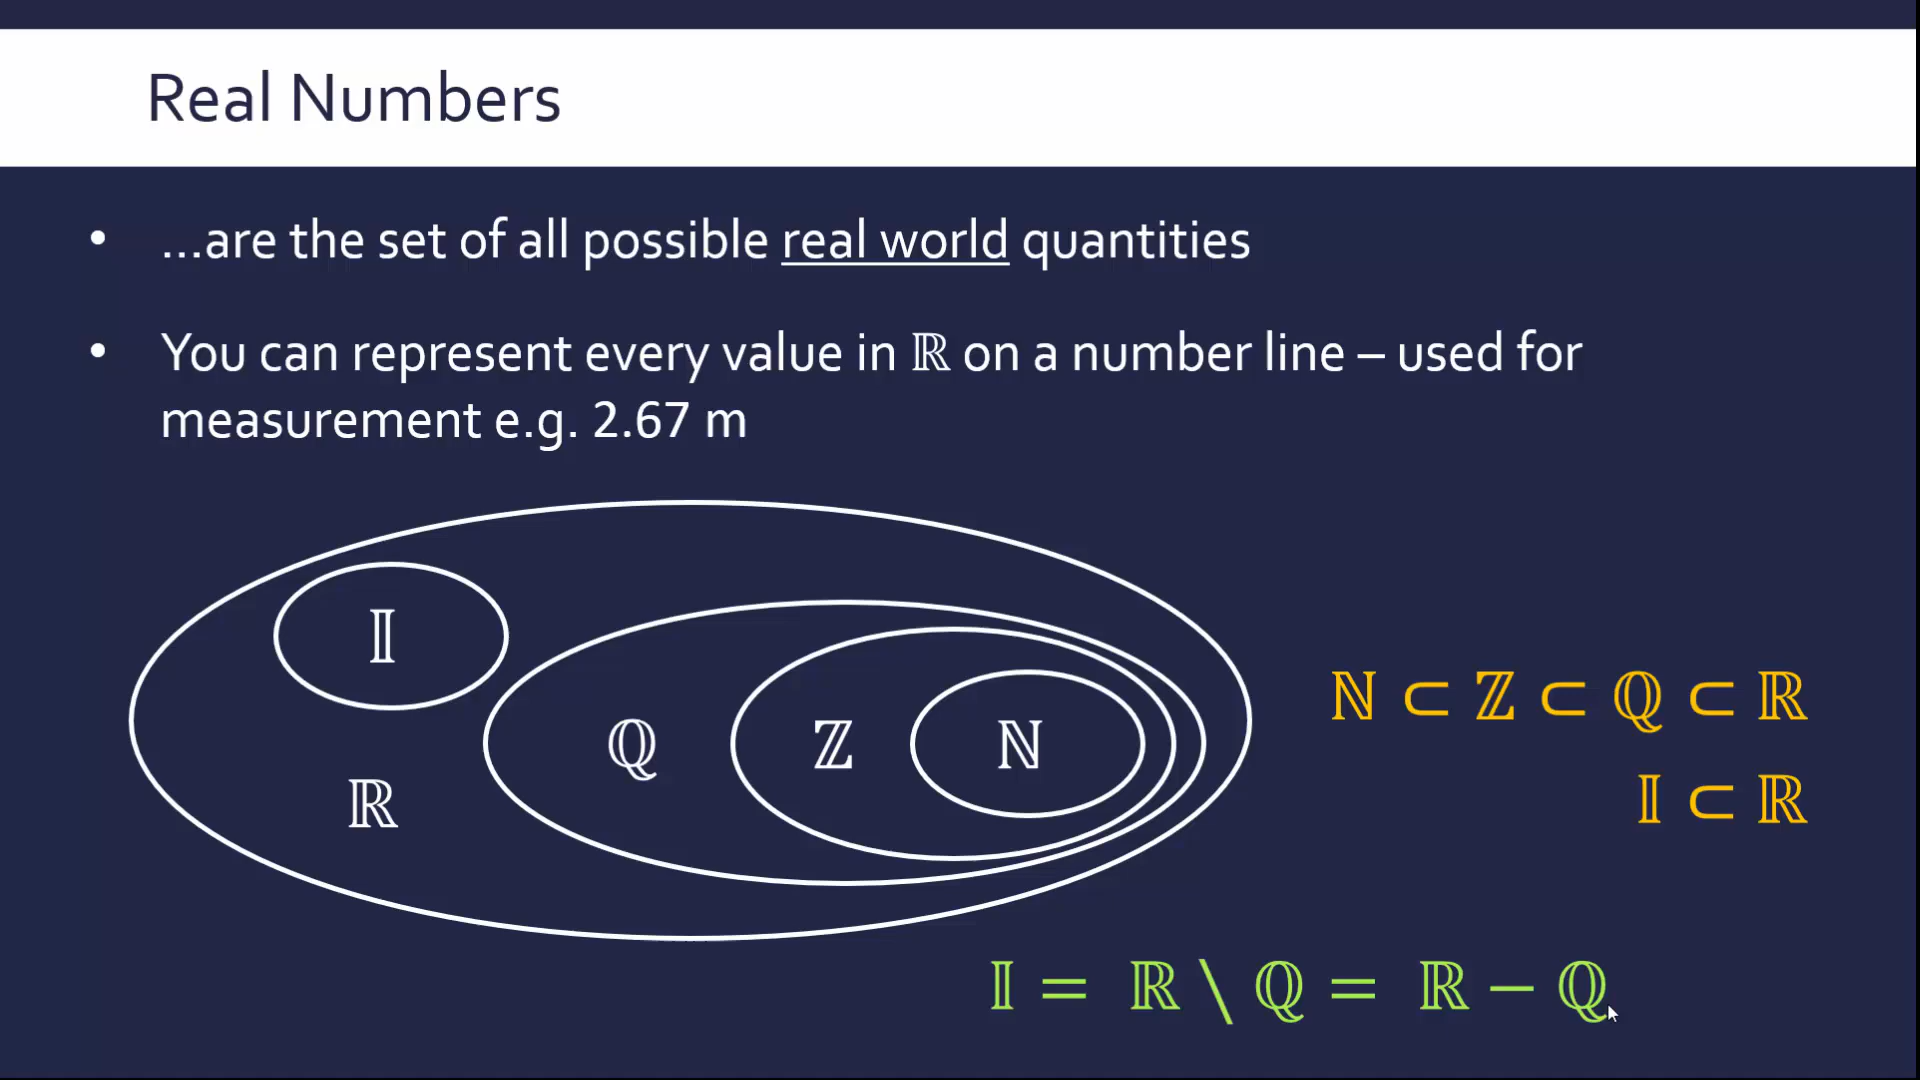 Real Numbers
• ...are the set of all possible real world quantities
• You can represent every value in ℝ on a number line – used for
measurement e.g. 2.67 m
𝕀
ℚ ℤ ℕ
ℝ
ℕ ⊂ ℤ ⊂ ℚ ⊂ ℝ
𝕀 ⊂ ℝ
𝕀 = ℝ \ ℚ = ℝ − ℚ